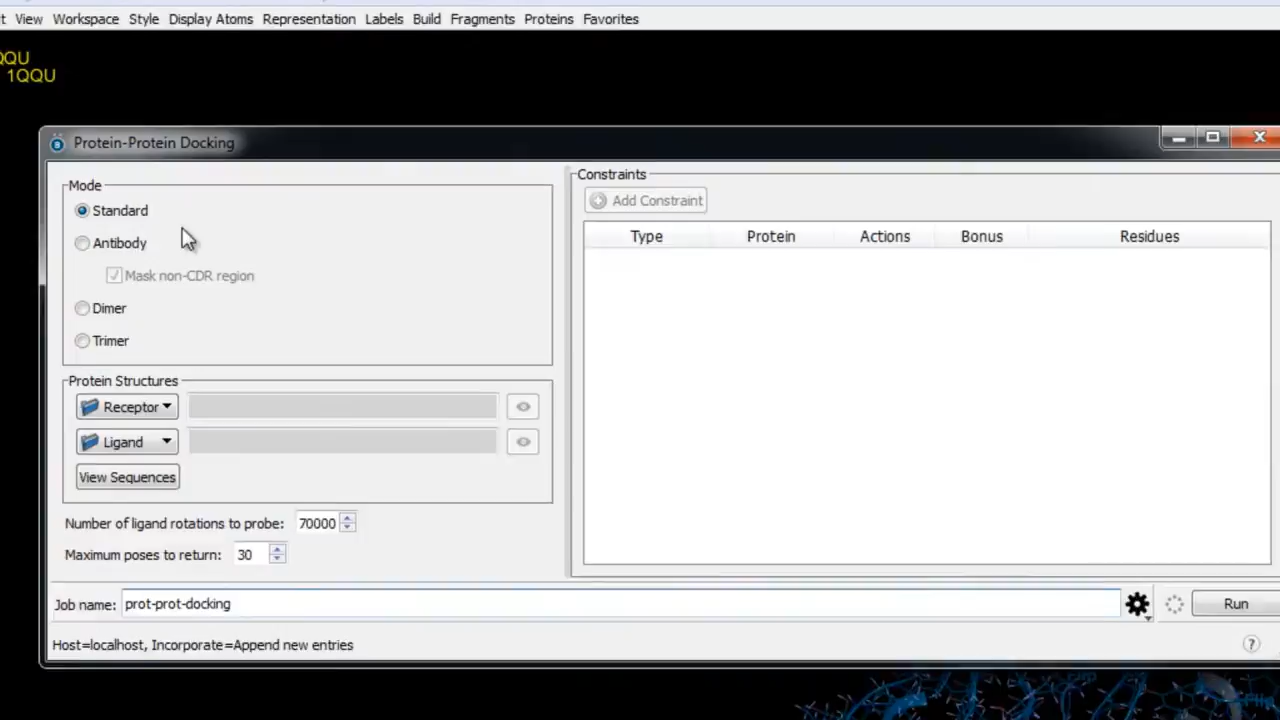 t View Workspace Style Display Atoms Representation Labels Build Fragments Proteins Favorites
QQU
1QQU
Protein-Protein Docking
Mode
Standard
Antibody
Mask non-CDR region
Dimer
Trimer
Protein Structures
Receptor
Ligand
View Sequences
Number of ligand rotations to probe: 70000
Maximum poses to return: 30
Constraints
Add Constraint
Type Protein Actions Bonus Residues
Job name: prot-prot-docking
Run
Host=localhost, Incorporate=Append new entries
?